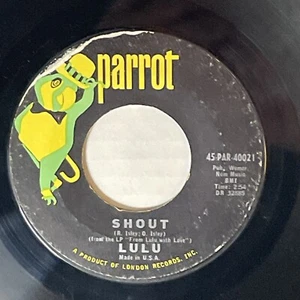 parrot
45-PAR-40021
Pub, Wemar
Nom Music
BMI
Time: 2:54
DR 32885
SHOUT
(R. Isley; O. Isley)
(from the LP "From Lulu with Love")
LULU
Made in U.S.A.
A PRODUCT OF LONDON RECORDS, INC.